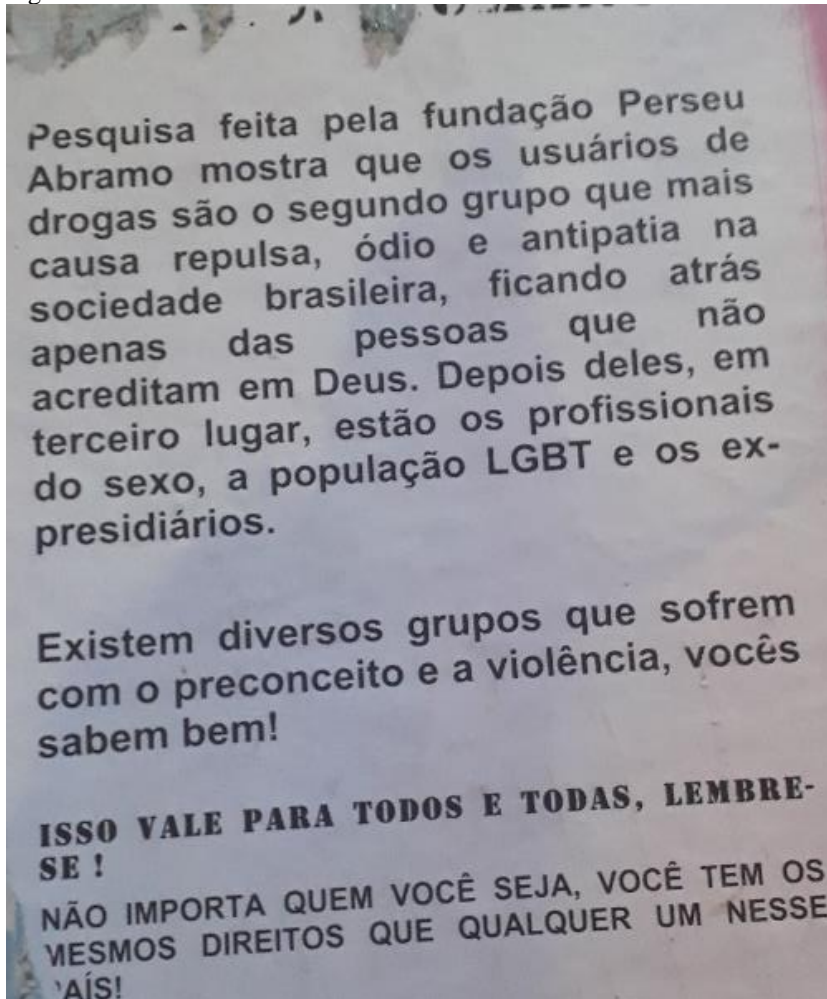 Pesquisa feita pela fundação Perseu
Abramo mostra que os usuários de
drogas são o segundo grupo que mais
causa repulsa, ódio e antipatia na
sociedade brasileira, ficando atrás
apenas das pessoas que não
acreditam em Deus. Depois deles, em
terceiro lugar, estão os profissionais
do sexo, a população LGBT e os ex-
presidiários.
Existem diversos grupos que sofrem
com o preconceito e a violência, vocês
sabem bem!
ISSO VALE PARA TODOS E TODAS, LEMBRE-
SE !
NÃO IMPORTA QUEM VOCÊ SEJA, VOCÊ TEM OS
MESMOS DIREITOS QUE QUALQUER UM NESSE
PAÍS!